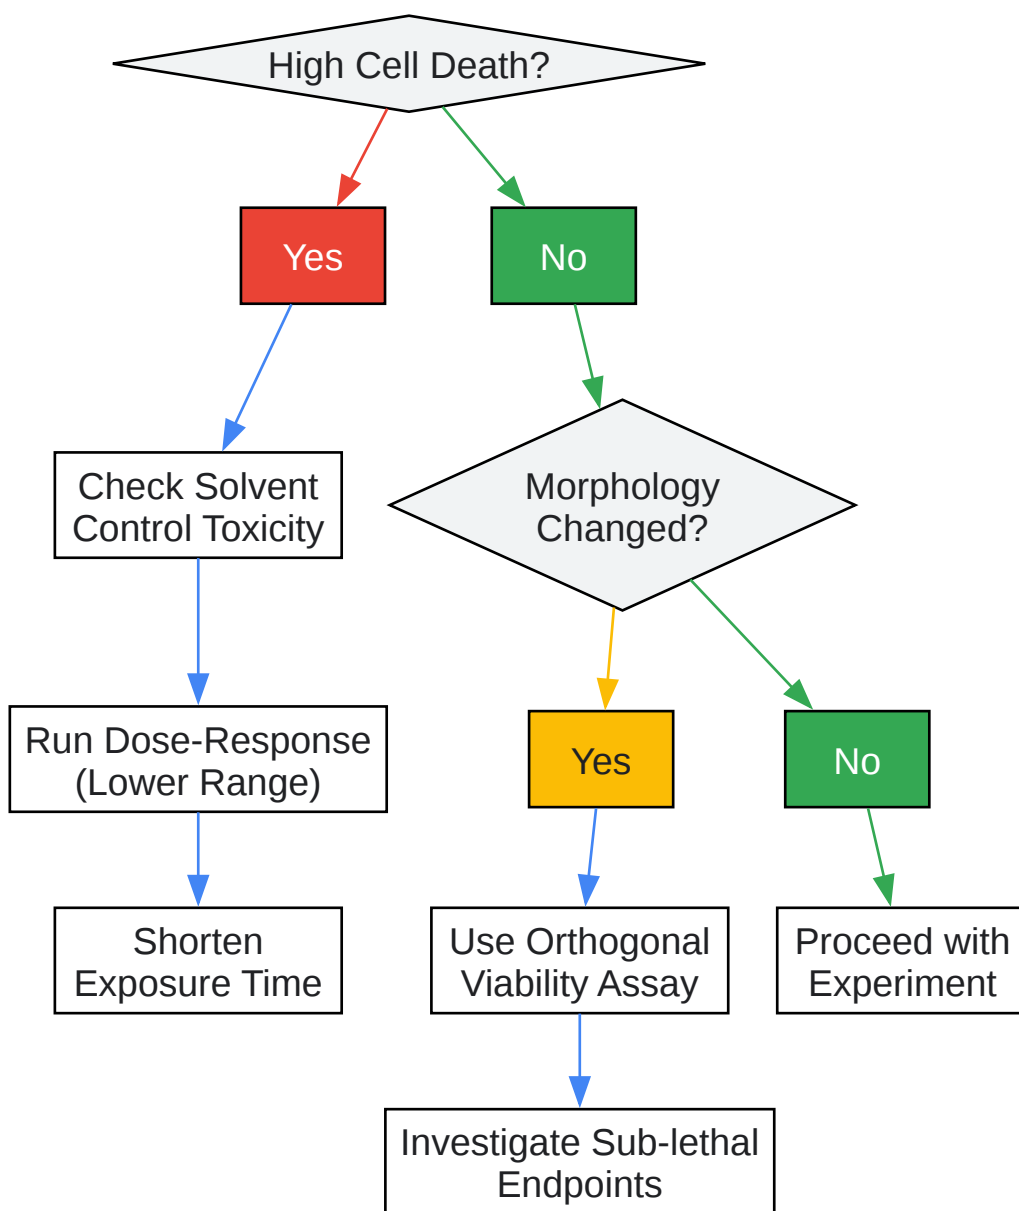 High Cell Death?
Yes
No
Check Solvent
Control Toxicity
Morphology
Changed?
Run Dose-Response
(Lower Range)
Yes
No
Shorten
Exposure Time
Use Orthogonal
Viability Assay
Proceed with
Experiment
Investigate Sub-lethal
Endpoints